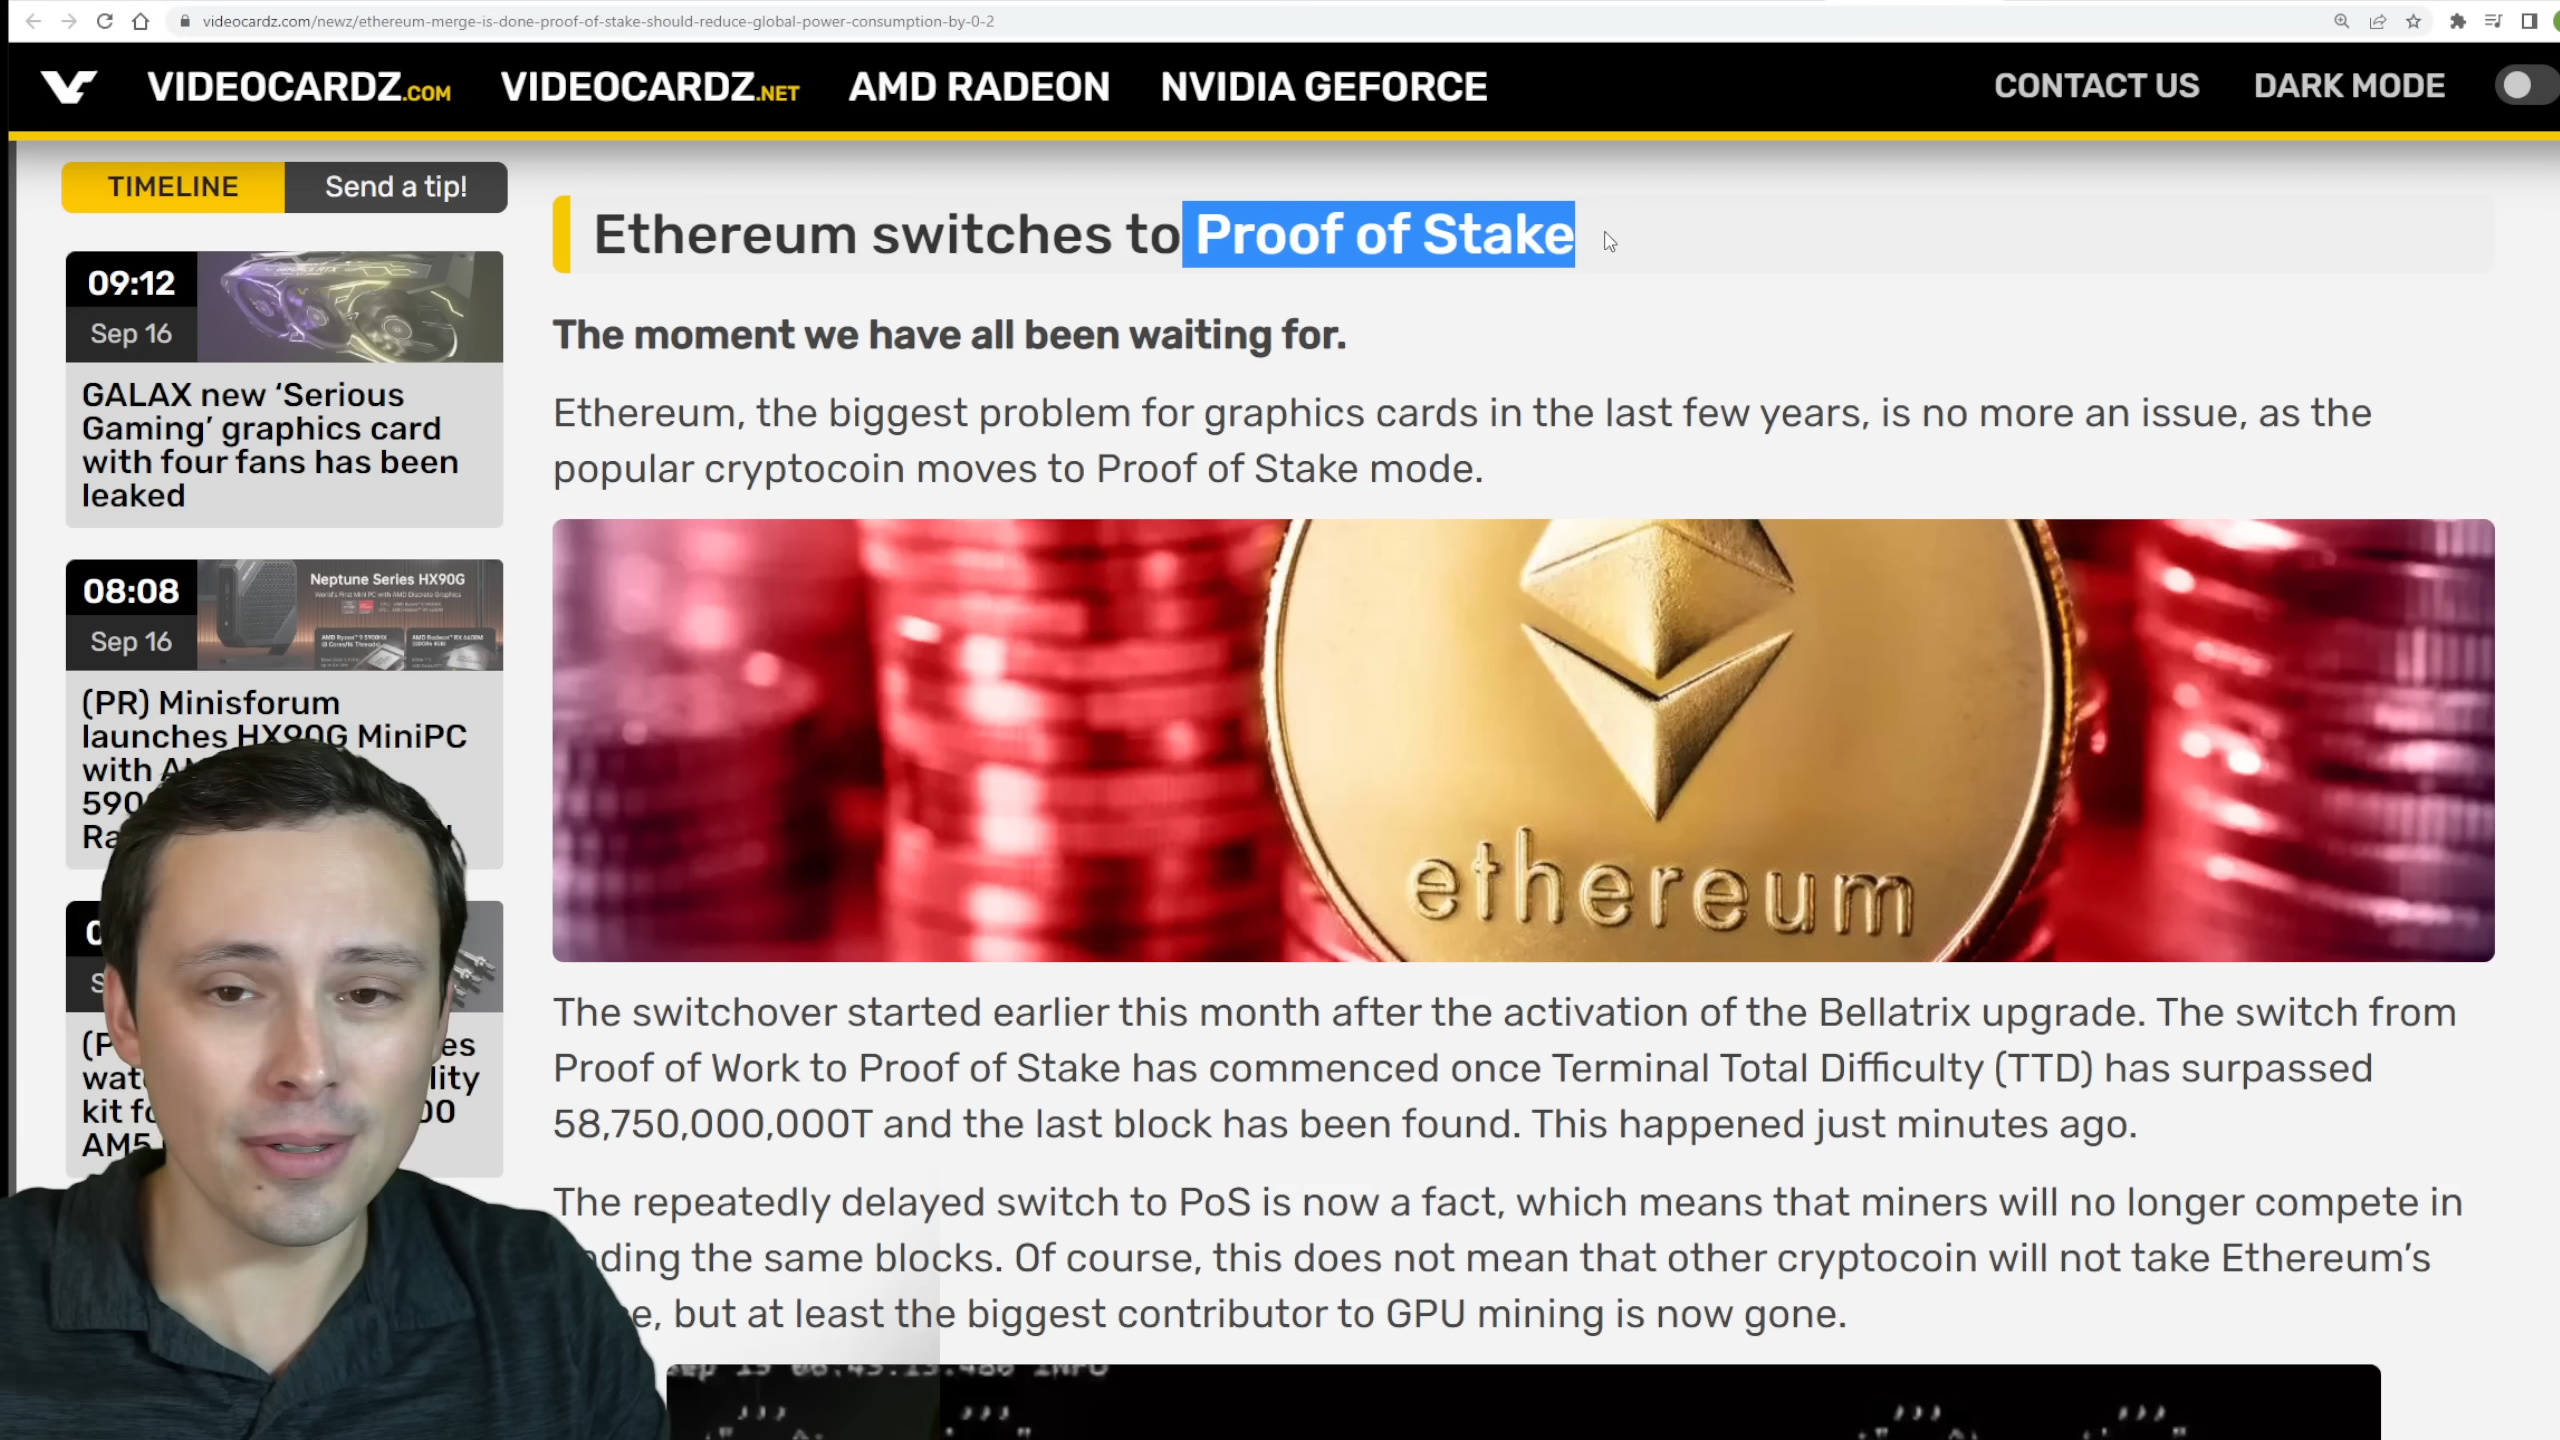 videocardz.com/newz/ethereum-merge-is-done-proof-of-stake-should-reduce-global-power-consumption-by-0-2
VIDEOCARDZ.COM VIDEOCARDZ.NET AMD RADEON NVIDIA GEFORCE CONTACT US DARK MODE
TIMELINE Send a tip!
09:12
Sep 16
GALAX new ‘Serious
Gaming’ graphics card
with four fans has been
leaked
08:08
Sep 16
Neptune Series HX90G
(PR) Minisforum
launches HX90G MiniPC
with
AM5
Ethereum switches to Proof of Stake
The moment we have all been waiting for.
Ethereum, the biggest problem for graphics cards in the last few years, is no more an issue, as the
popular cryptocoin moves to Proof of Stake mode.
ethereum
The switchover started earlier this month after the activation of the Bellatrix upgrade. The switch from
Proof of Work to Proof of Stake has commenced once Terminal Total Difficulty (TTD) has surpassed
58,750,000,000T and the last block has been found. This happened just minutes ago.
The repeatedly delayed switch to PoS is now a fact, which means that miners will no longer compete in
the same blocks. Of course, this does not mean that other cryptocoin will not take Ethereum’s
but at least the biggest contributor to GPU mining is now gone.